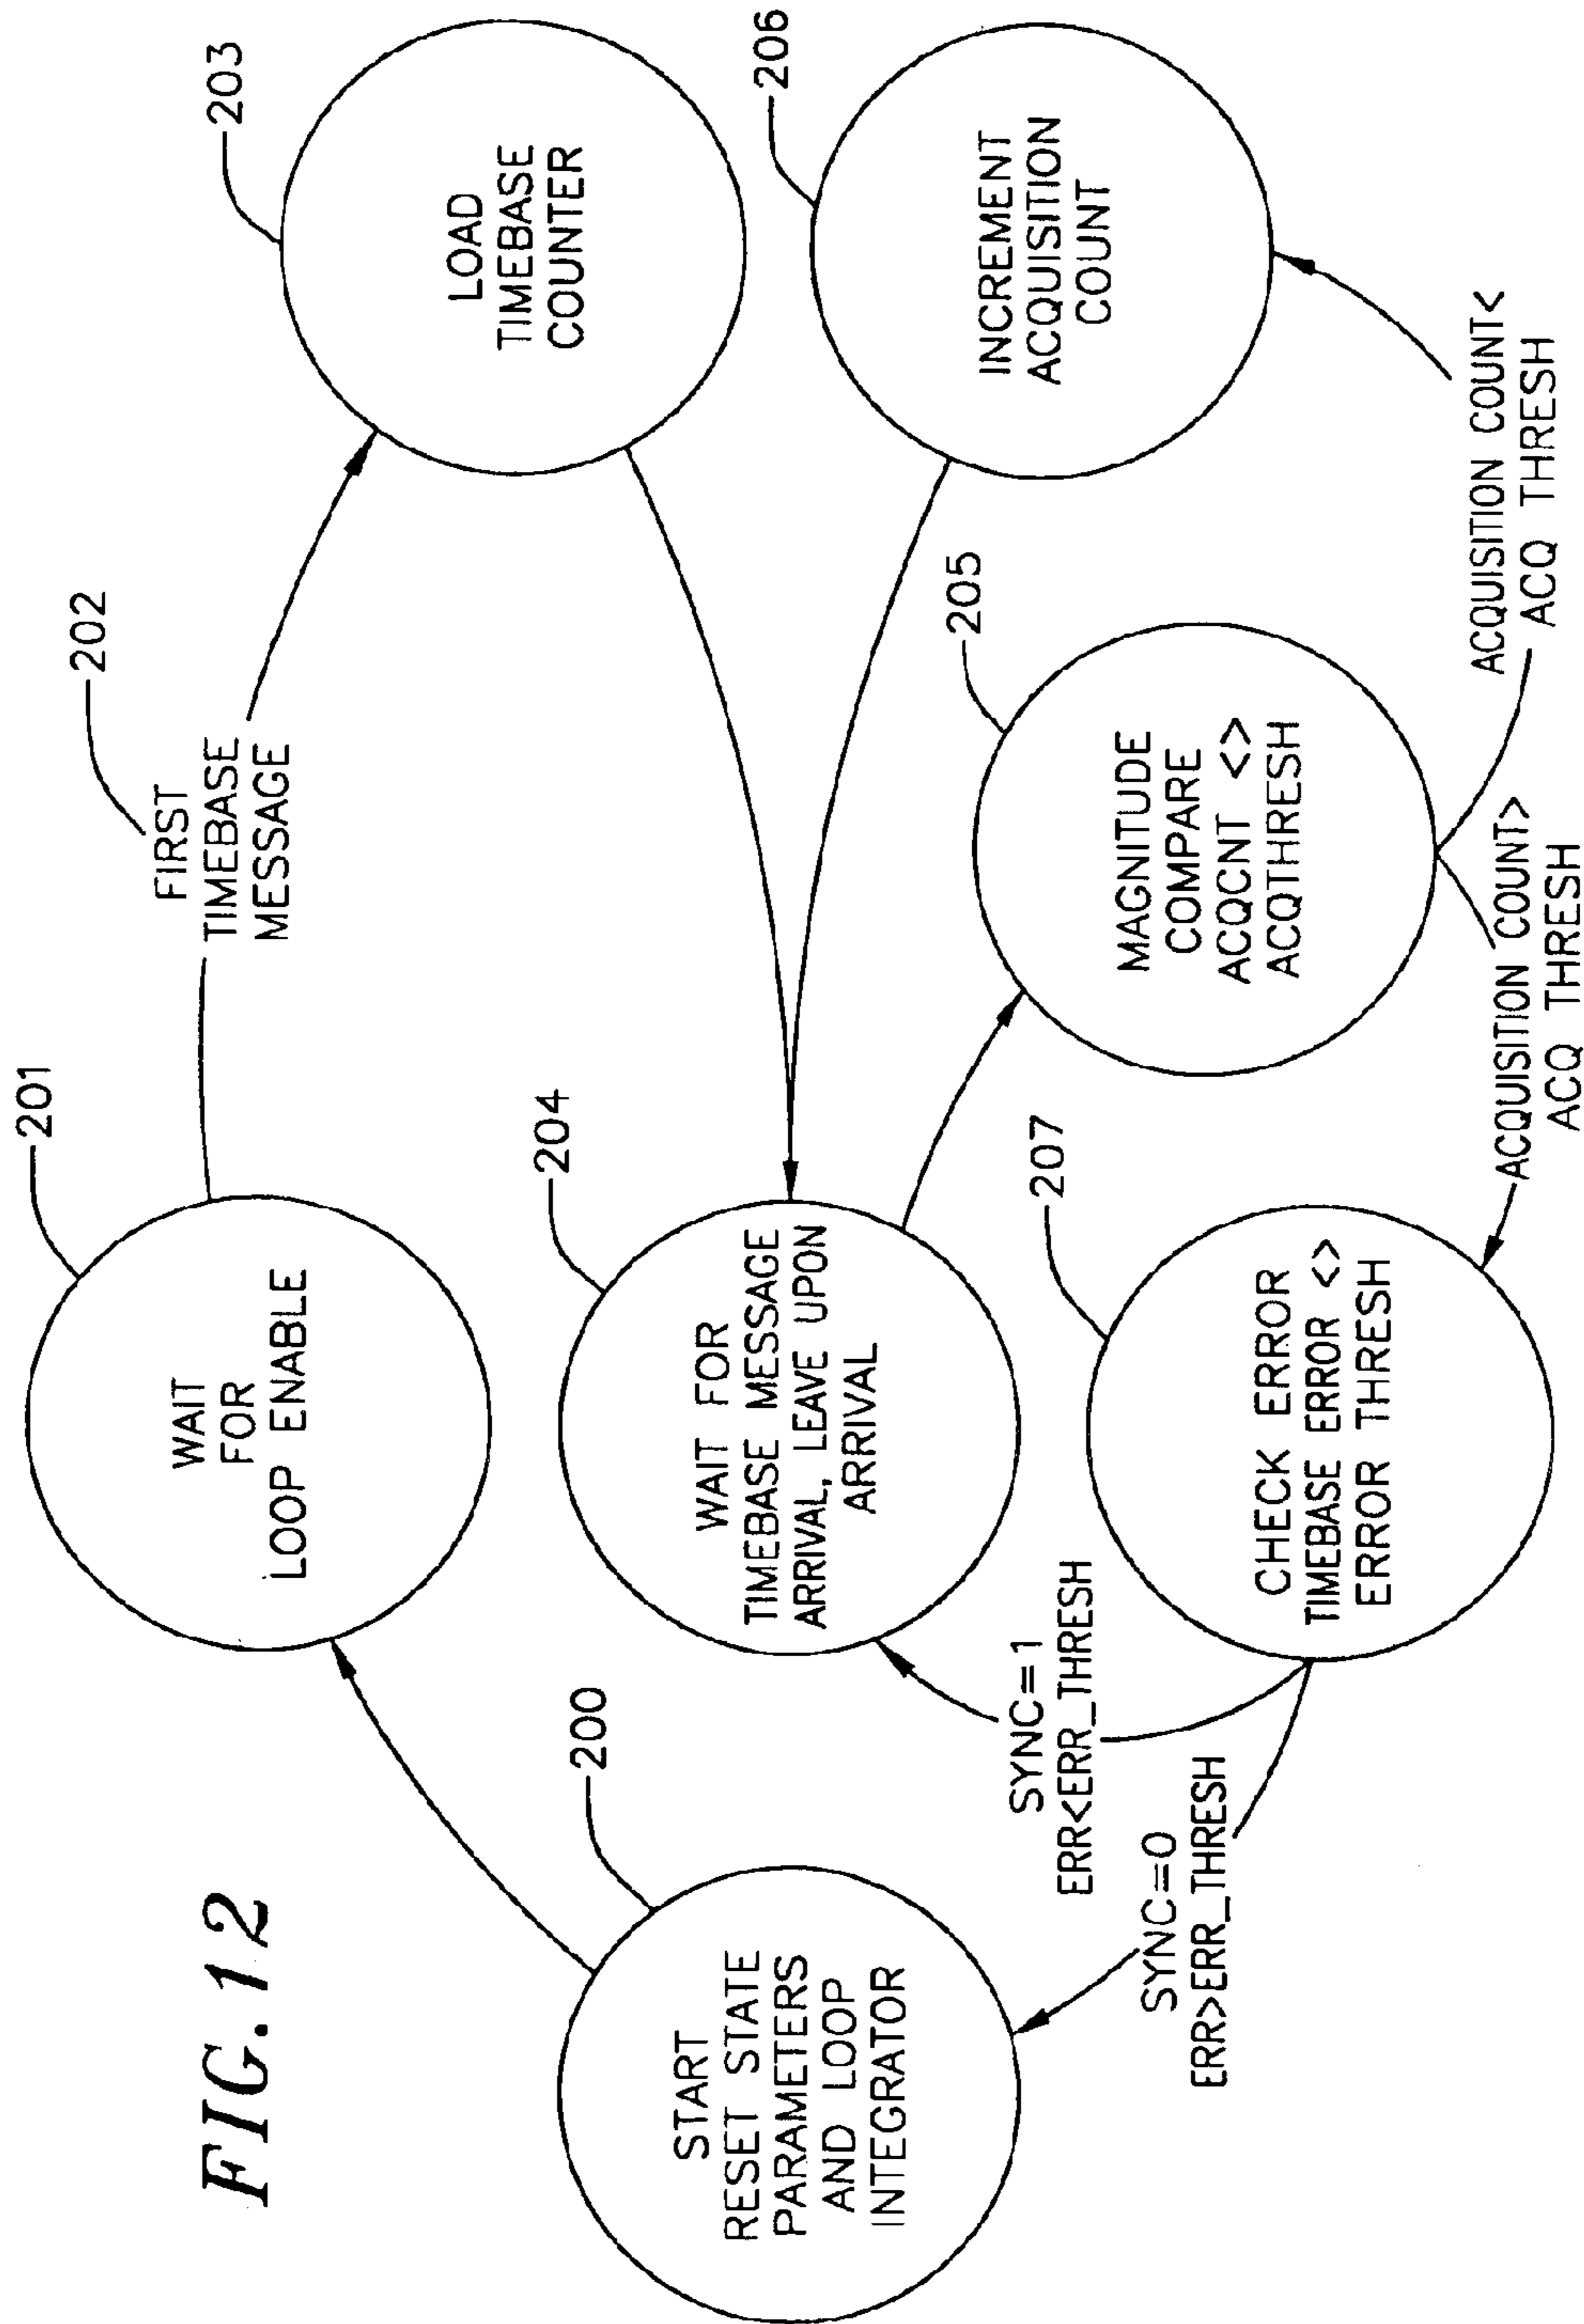 FIG. 12
START
RESET STATE
PARAMETERS
AND LOOP
INTEGRATOR
200
WAIT
FOR
LOOP ENABLE
201
FIRST
TIMEBASE
MESSAGE
202
LOAD
TIMEBASE
COUNTER
203
WAIT FOR
TIMEBASE MESSAGE
ARRIVAL, LEAVE UPON
ARRIVAL
204
MAGNITUDE
COMPARE
ACQCNT <>
ACQTHRESH
205
INCREMENT
ACQUISITION
COUNT
206
CHECK ERROR
TIMEBASE ERROR <>
ERROR THRESH
207
SYNC=1
ERR<ERR_THRESH
SYNC=0
ERR>ERR_THRESH
ACQUISITION COUNT>
ACQ THRESH
ACQUISITION COUNT<
ACQ THRESH